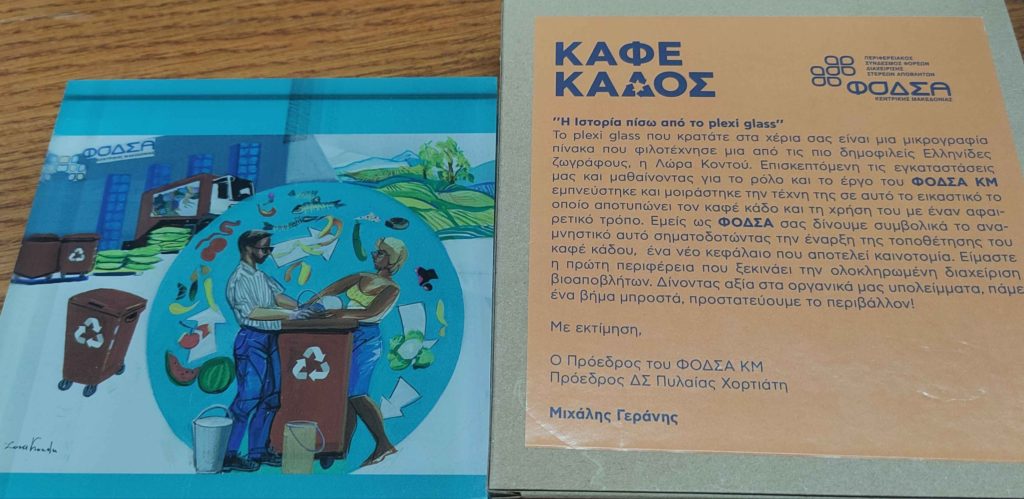 ΦΟΔΣΑ
ΚΑΦΕ
ΚΑΔΟΣ
ΠΕΡΙΦΕΡΕΙΑΚΟΣ
ΣΥΝΔΕΣΜΟΣ ΦΟΡΕΩΝ
ΔΙΑΧΕΙΡΙΣΗΣ
ΣΤΕΡΕΩΝ ΑΠΟΒΛΗΤΩΝ
ΦΟΔΣΑ
ΚΕΝΤΡΙΚΗΣ ΜΑΚΕΔΟΝΙΑΣ
''Η Ιστορία πίσω από το plexi glass''
Το plexi glass που κρατάτε στα χέρια σας είναι μια μικρογραφία
πίνακα που φιλοτέχνησε μια από τις πιο δημοφιλείς Ελληνίδες
ζωγράφους, η Λώρα Κοντού. Επισκεπτόμενη τις εγκαταστάσεις
μας και μαθαίνοντας για το ρόλο και το έργο του ΦΟΔΣΑ ΚΜ
εμπνεύστηκε και μοιράστηκε την τέχνη της σε αυτό το εικαστικό το
οποίο αποτυπώνει τον καφέ κάδο και τη χρήση του με έναν αφαι-
ρετικό τρόπο. Εμείς ως ΦΟΔΣΑ σας δίνουμε συμβολικά το ανα-
μνηστικό αυτό σηματοδοτώντας την έναρξη της τοποθέτησης του
καφέ κάδου, ένα νέο κεφάλαιο που αποτελεί καινοτομία. Είμαστε
η πρώτη περιφέρεια που ξεκινάει την ολοκληρωμένη διαχείριση
βιοαποβλήτων. Δίνοντας αξία στα οργανικά μας υπολείμματα, πάμε
ένα βήμα μπροστά, προστατεύουμε το περιβάλλον!
Με εκτίμηση,
Ο Πρόεδρος του ΦΟΔΣΑ ΚΜ
Πρόεδρος ΔΣ Πυλαίας Χορτιάτη
Μιχάλης Γεράνης